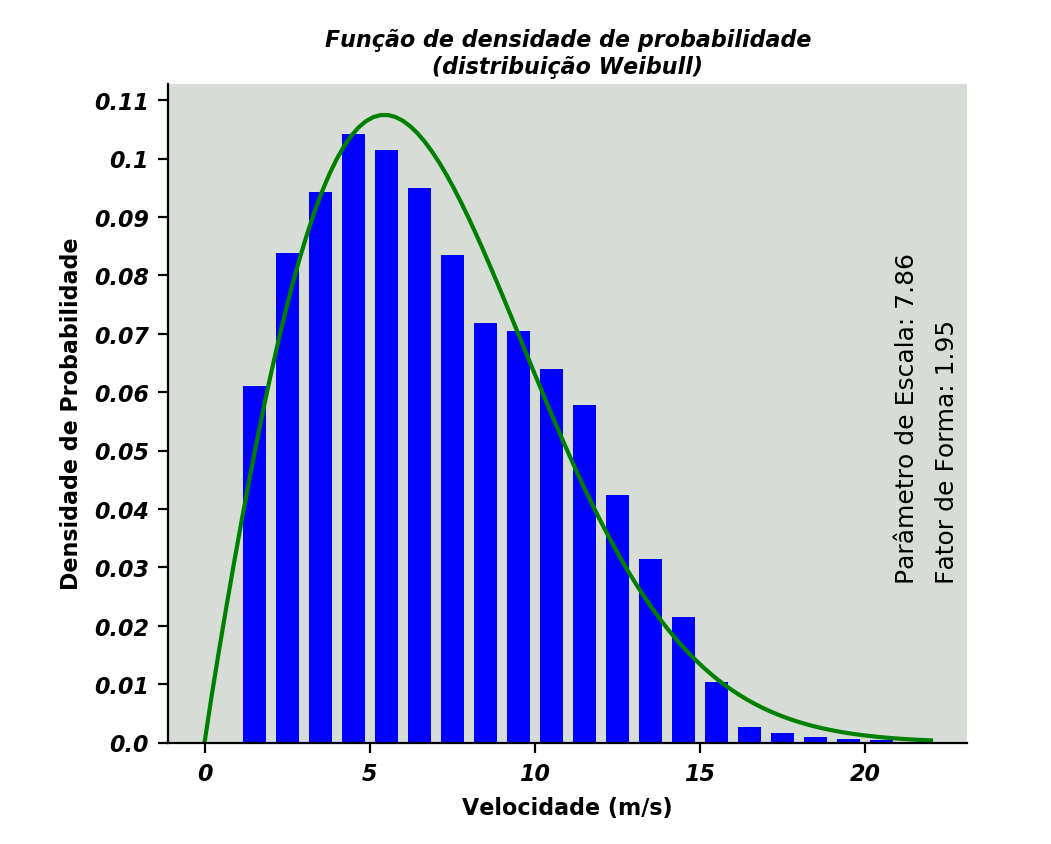 Função de densidade de probabilidade
(distribuição Weibull)
Densidade de Probabilidade
0.11
0.1
0.09
0.08
0.07
0.06
0.05
0.04
0.03
0.02
0.01
0.0
Parâmetro de Escala: 7.86
Fator de Forma: 1.95
0
5
10
15
20
Velocidade (m/s)